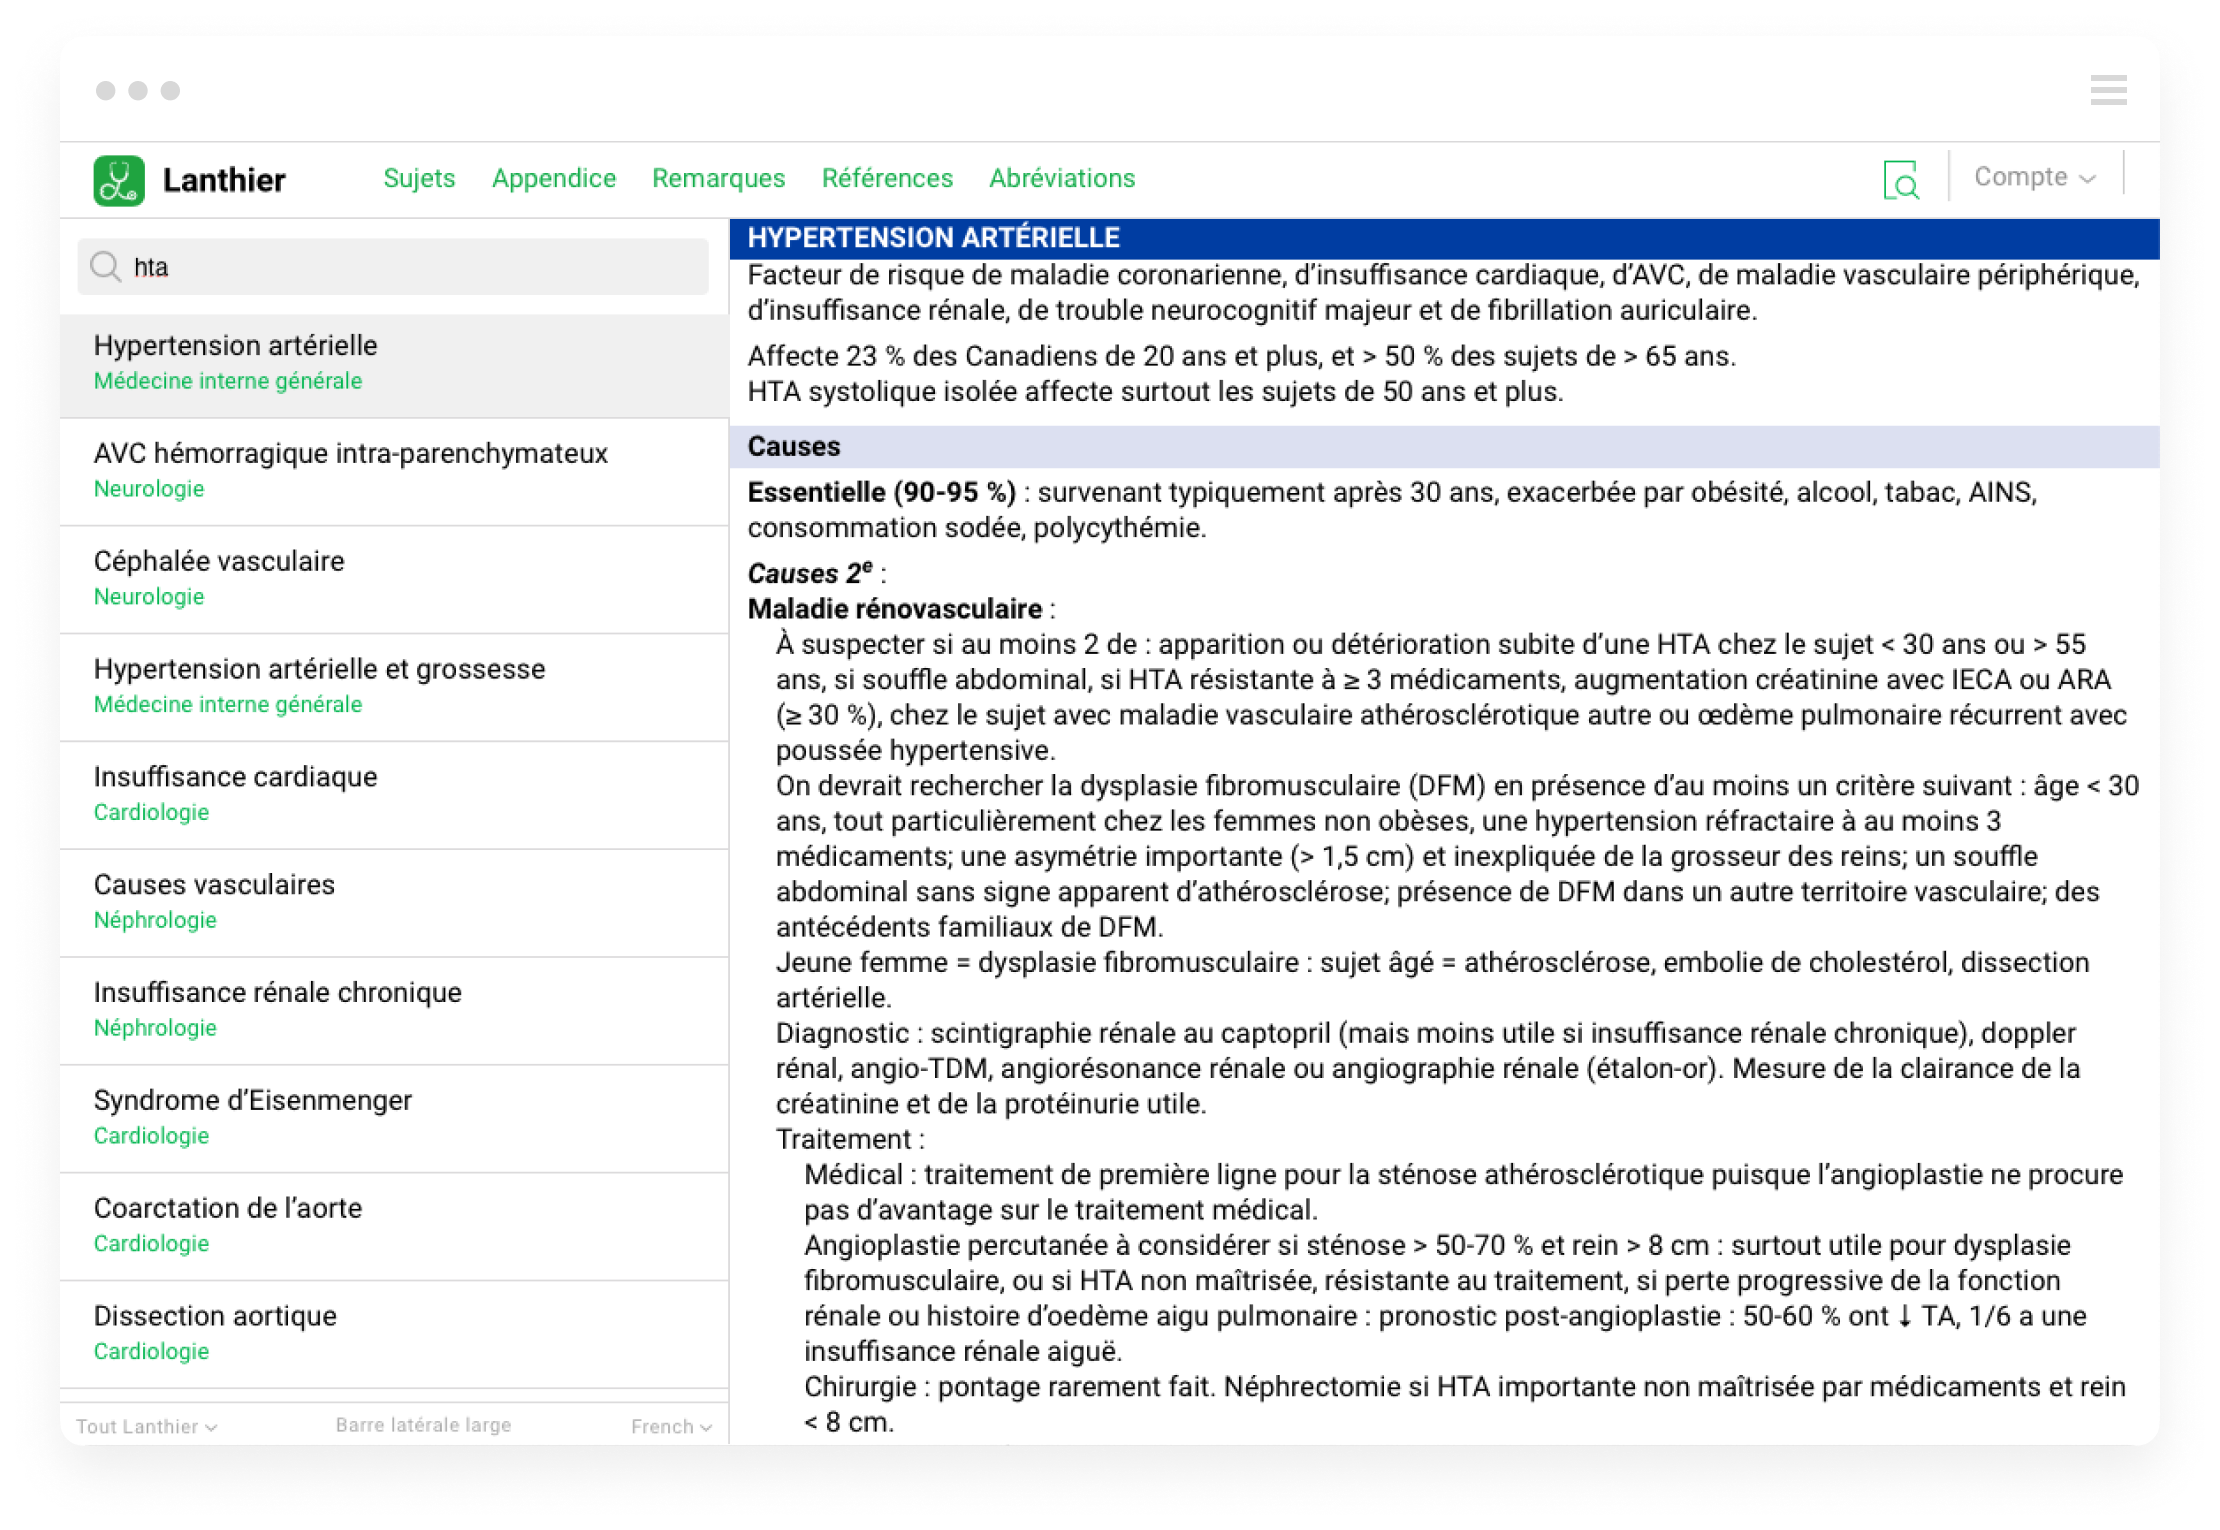 Lanthier
Sujets
Appendice
Remarques
Références
Abréviations
Compte
hta
Hypertension artérielle
Médecine interne générale
AVC hémorragique intra-parenchymateux
Neurologie
Céphalée vasculaire
Neurologie
Hypertension artérielle et grossesse
Médecine interne générale
Insuffisance cardiaque
Cardiologie
Causes vasculaires
Néphrologie
Insuffisance rénale chronique
Néphrologie
Syndrome d’Eisenmenger
Cardiologie
Coarctation de l’aorte
Cardiologie
Dissection aortique
Cardiologie
Tout Lanthier
Barre latérale large
French
HYPERTENSION ARTÉRIELLE
Facteur de risque de maladie coronarienne, d’insuffisance cardiaque, d’AVC, de maladie vasculaire périphérique,
d’insuffisance rénale, de trouble neurocognitif majeur et de fibrillation auriculaire.
Affecte 23 % des Canadiens de 20 ans et plus, et > 50 % des sujets de > 65 ans.
HTA systolique isolée affecte surtout les sujets de 50 ans et plus.
Causes
Essentielle (90-95 %) : survenant typiquement après 30 ans, exacerbée par obésité, alcool, tabac, AINS,
consommation sodée, polycythémie.
Causes 2e :
Maladie rénovasculaire :
À suspecter si au moins 2 de : apparition ou détérioration subite d’une HTA chez le sujet < 30 ans ou > 55
ans, si souffle abdominal, si HTA résistante à ≥ 3 médicaments, augmentation créatinine avec IECA ou ARA
(≥ 30 %), chez le sujet avec maladie vasculaire athérosclérotique autre ou œdème pulmonaire récurrent avec
poussée hypertensive.
On devrait rechercher la dysplasie fibromusculaire (DFM) en présence d’au moins un critère suivant : âge < 30
ans, tout particulièrement chez les femmes non obèses, une hypertension réfractaire à au moins 3
médicaments; une asymétrie importante (> 1,5 cm) et inexpliquée de la grosseur des reins; un souffle
abdominal sans signe apparent d’athérosclérose; présence de DFM dans un autre territoire vasculaire; des
antécédents familiaux de DFM.
Jeune femme = dysplasie fibromusculaire : sujet âgé = athérosclérose, embolie de cholestérol, dissection
artérielle.
Diagnostic : scintigraphie rénale au captopril (mais moins utile si insuffisance rénale chronique), doppler
rénal, angio-TDM, angiorésonance rénale ou angiographie rénale (étalon-or). Mesure de la clairance de la
créatinine et de la protéinurie utile.
Traitement :
Médical : traitement de première ligne pour la sténose athérosclérotique puisque l’angioplastie ne procure
pas d’avantage sur le traitement médical.
Angioplastie percutanée à considérer si sténose > 50-70 % et rein > 8 cm : surtout utile pour dysplasie
fibromusculaire, ou si HTA non maîtrisée, résistante au traitement, si perte progressive de la fonction
rénale ou histoire d’oedème aigu pulmonaire : pronostic post-angioplastie : 50-60 % ont ↓ TA, 1/6 a une
insuffisance rénale aiguë.
Chirurgie : pontage rarement fait. Néphrectomie si HTA importante non maîtrisée par médicaments et rein
< 8 cm.